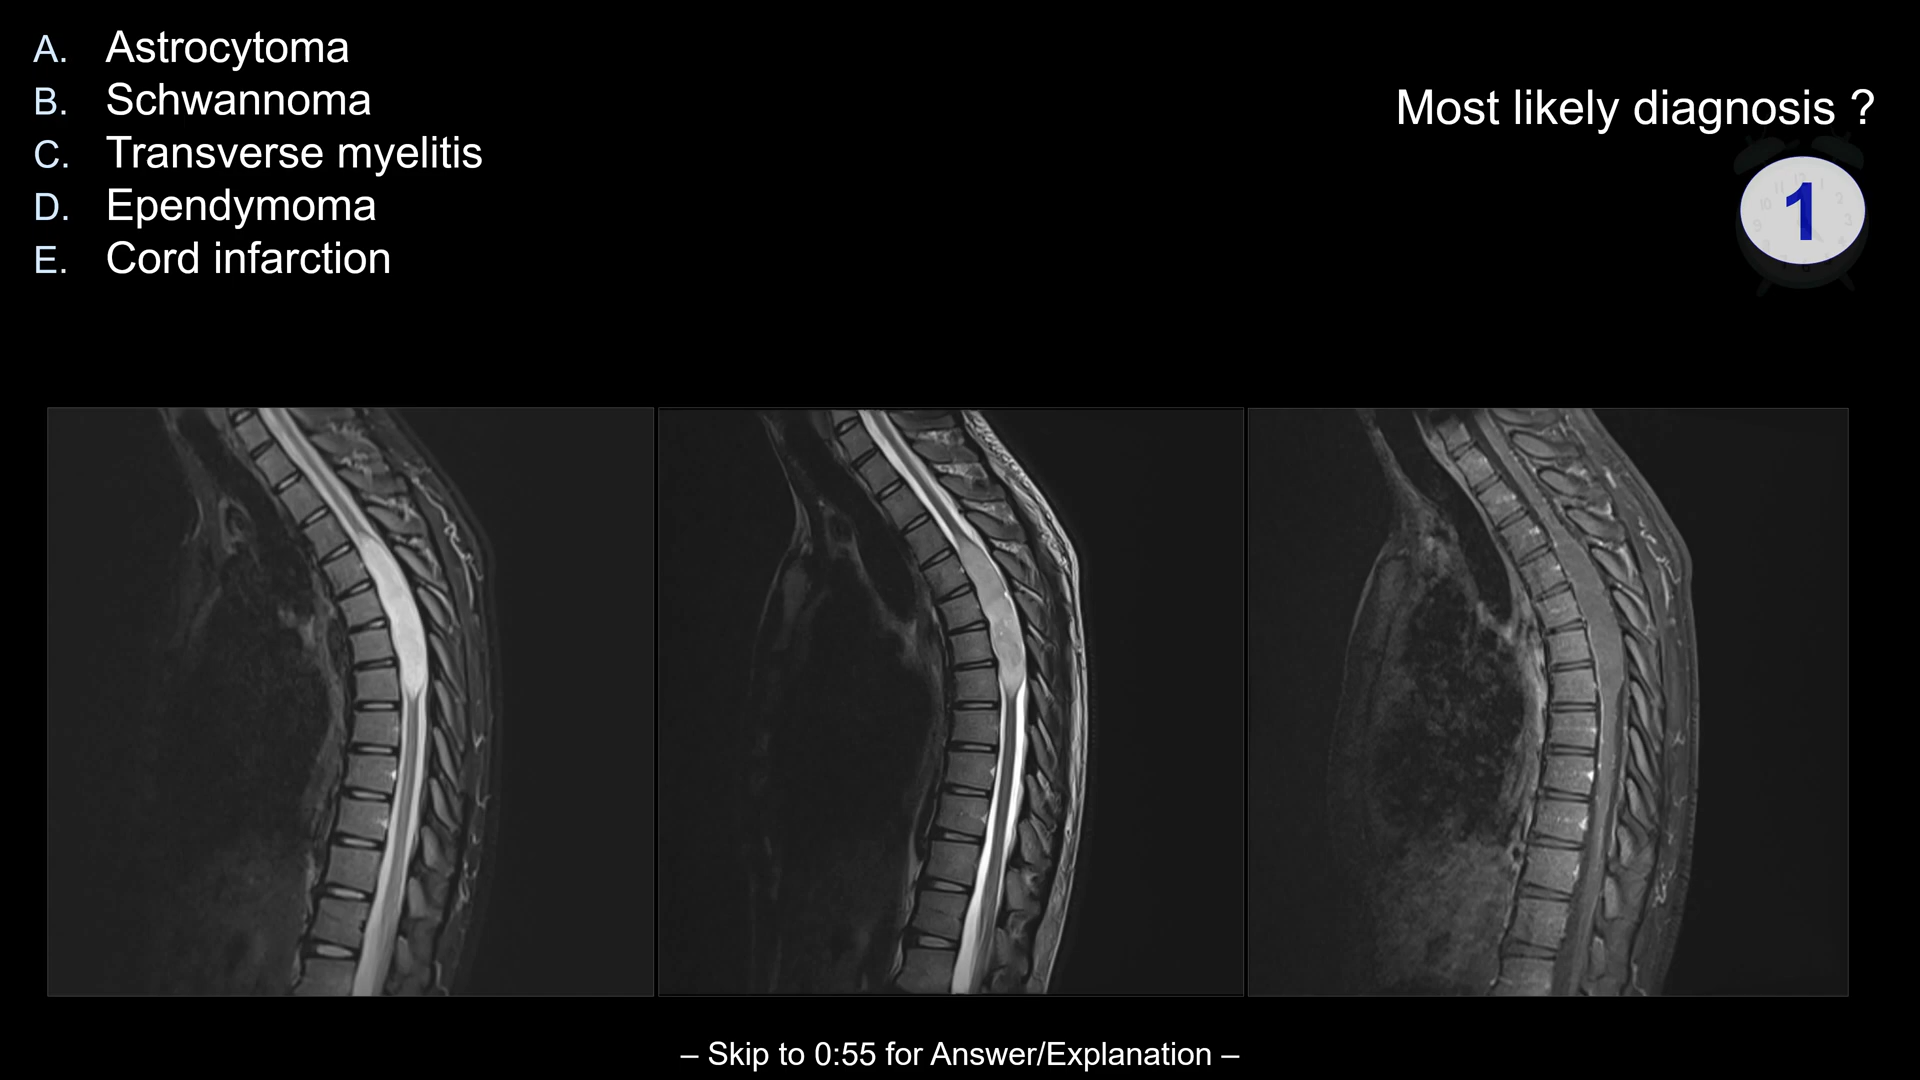 A. Astrocytoma
B. Schwannoma
C. Transverse myelitis
D. Ependymoma
E. Cord infarction
Most likely diagnosis ?
1
– Skip to 0:55 for Answer/Explanation –